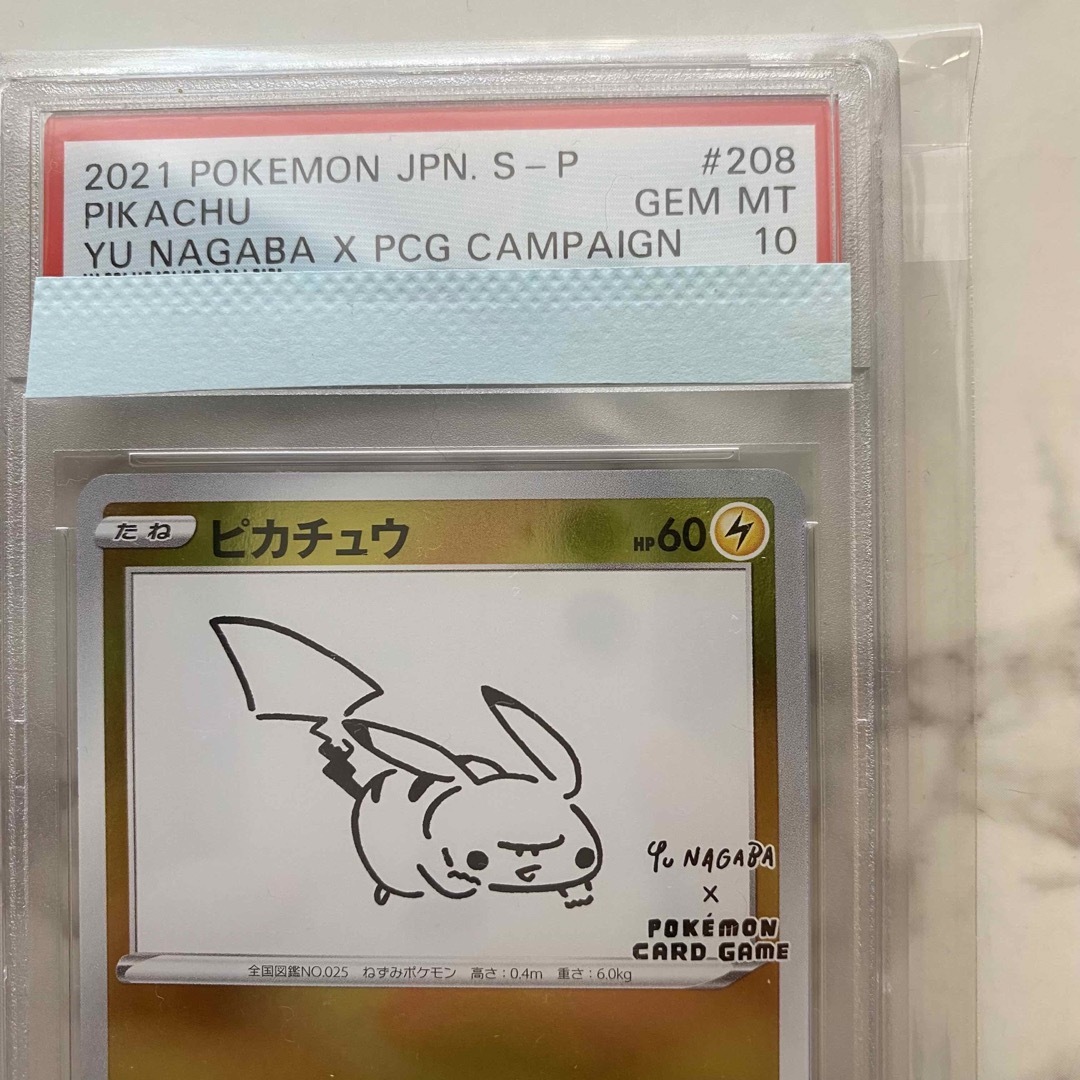 2021 POKEMON JPN. S-P #208
PIKACHU GEM MT
YU NAGABA X PCG CAMPAIGN 10
たね ピカチュウ HP60
YU NAGABA
X
POKÉMON
CARD GAME
全国図鑑NO.025 ねずみポケモン 高さ:0.4m 重さ:6.0kg